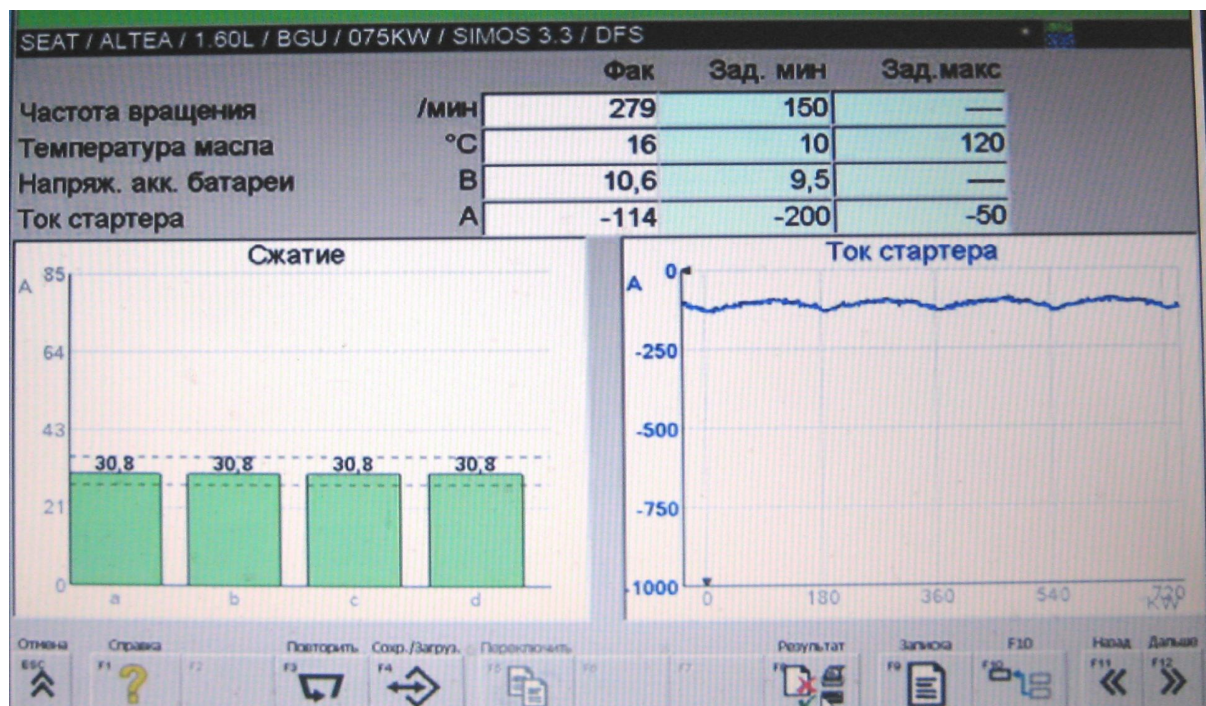 SEAT / ALTEA / 1.60L / BGU / 075KW / SIMOS 3.3 / DFS
Фак Зад. мин Зад.макс
Частота вращения /мин 279 150 —
Температура масла °C 16 10 120
Напряж. акк. батареи В 10,6 9,5 —
Ток стартера А -114 -200 -50
Сжатие
A 85
64
43
21
0
30,8 30,8 30,8 30,8
a b c d
Ток стартера
A 0
-250
-500
-750
-1000
0 180 360 540 720
KW
Отмена Справка Повторить Сохр./Загруз. Переключить Результат Записка F10 Назад Дальше
ESC F1 F2 F3 F4 F5 F6 F7 F8 F9 F10 F11 F12